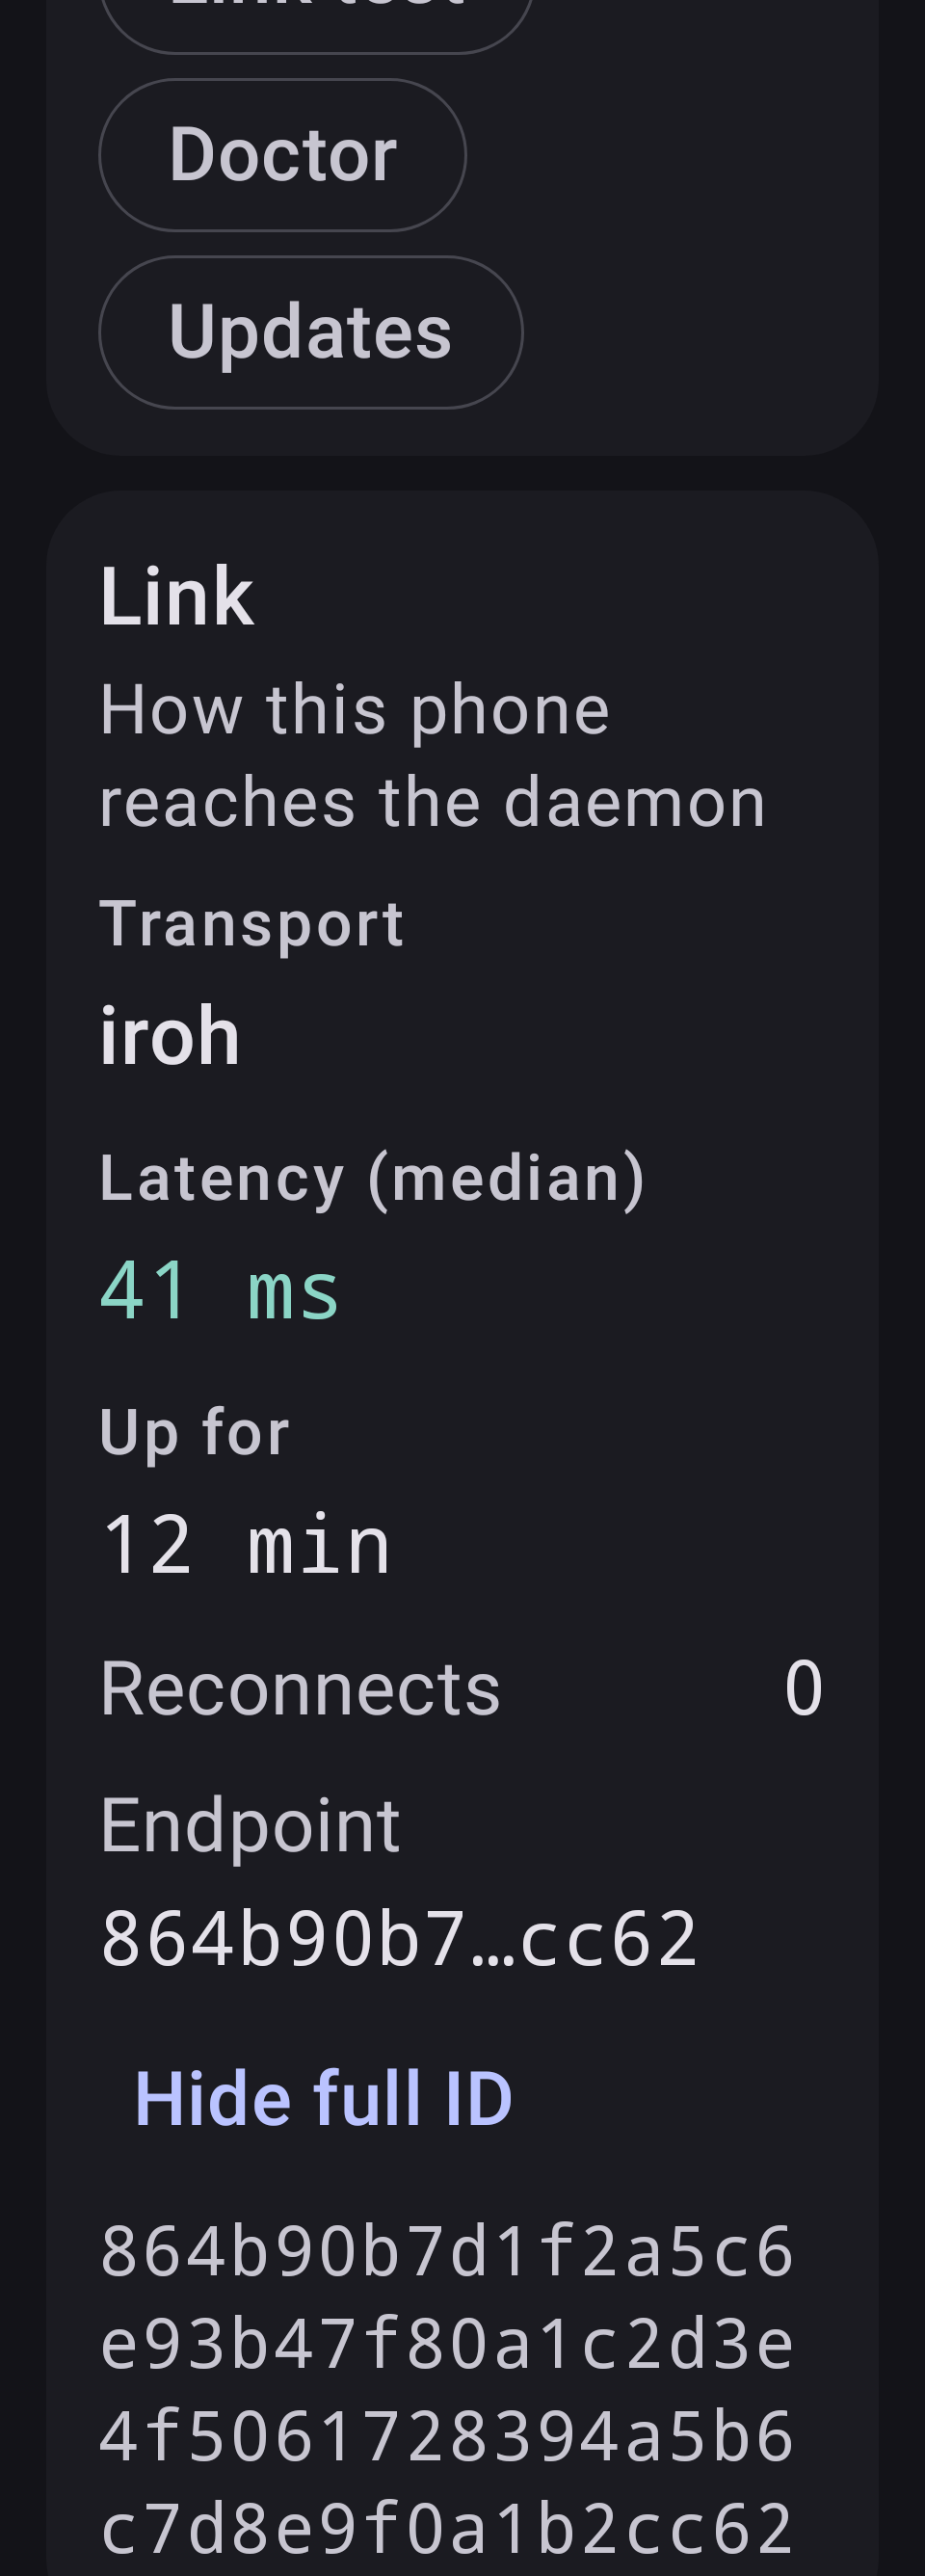 Doctor
Updates
Link
How this phone
reaches the daemon
Transport
iroh
Latency (median)
41 ms
Up for
12 min
Reconnects 0
Endpoint
864b90b7…cc62
Hide full ID
864b90b7d1f2a5c6
e93b47f80a1c2d3e
4f5061728394a5b6
c7d8e9f0a1b2cc62